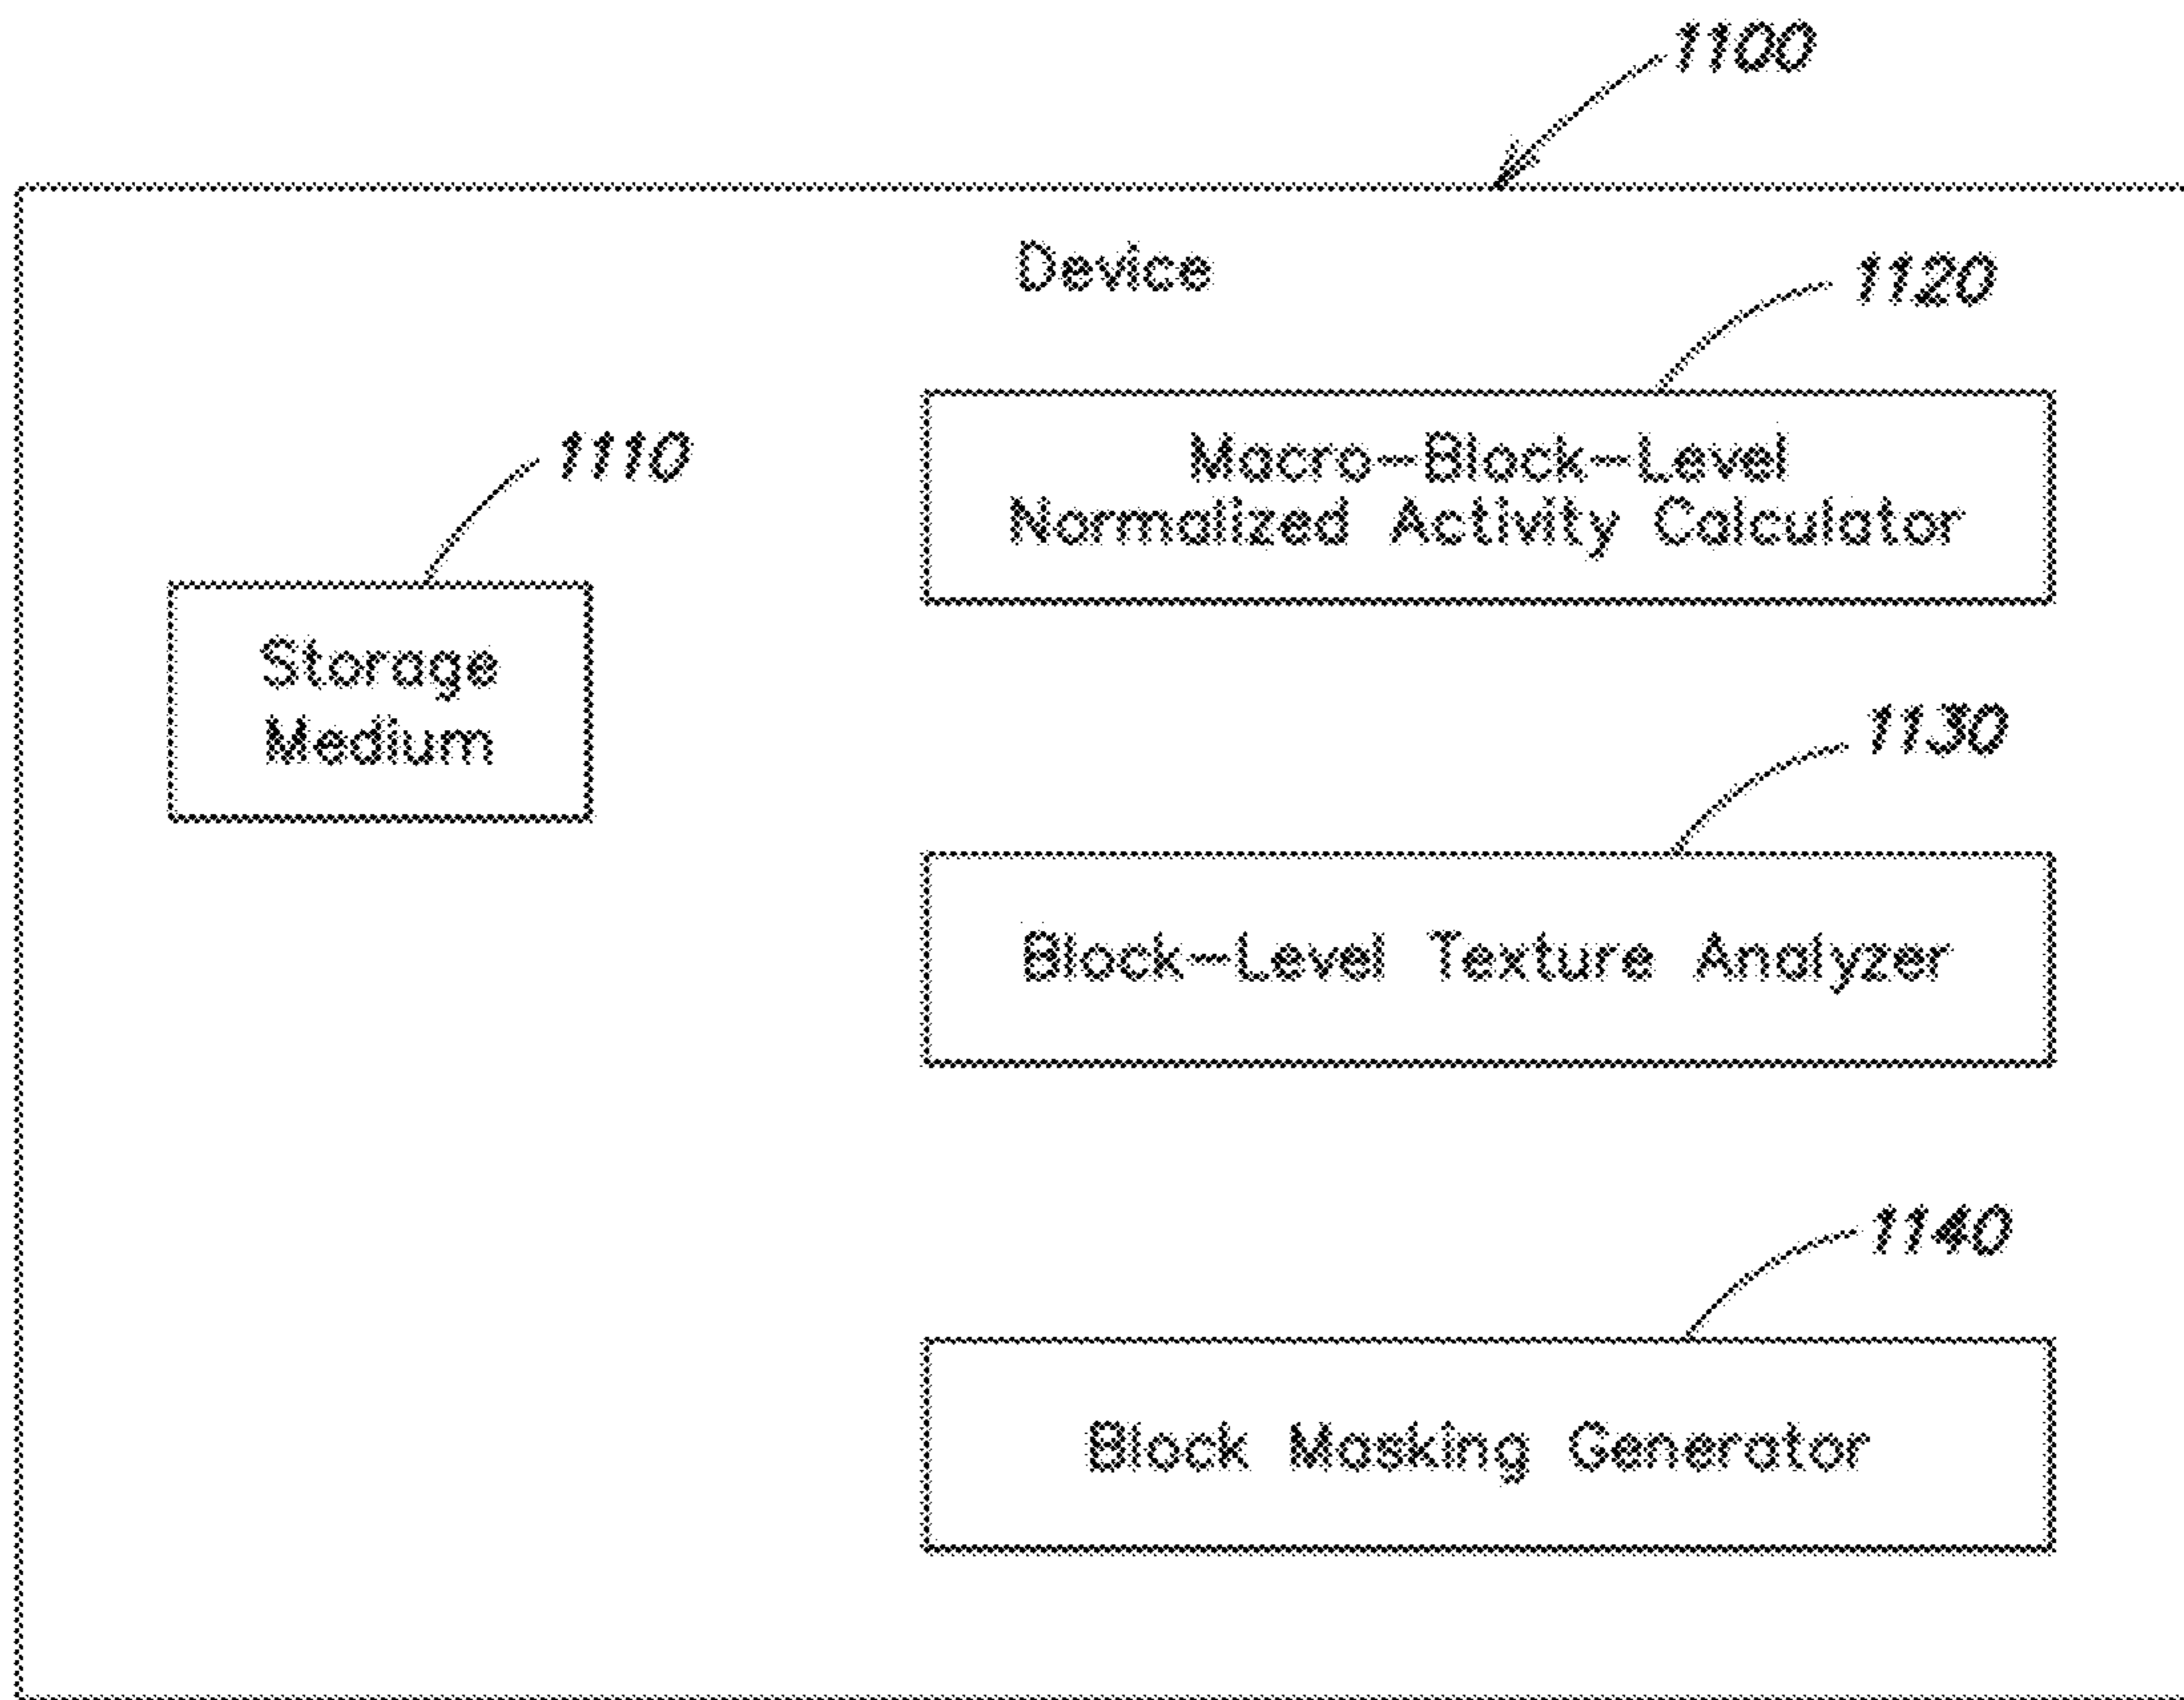 1100
Device
1120
Macro-Block-Level
Normalized Activity Calculator
1110
Storage
Medium
1130
Block-Level Texture Analyzer
1140
Block Masking Generator